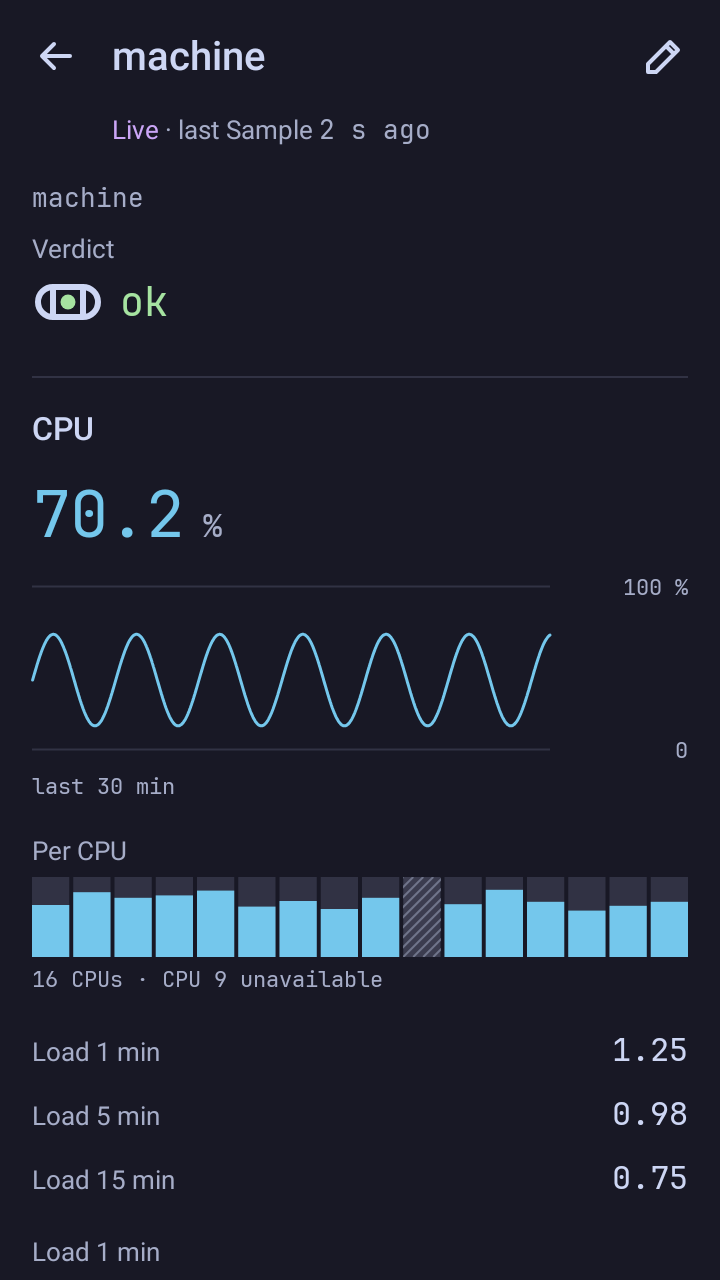 machine
Live · last Sample 2 s ago
machine
Verdict
ok
CPU
70.2 %
100 %
0
last 30 min
Per CPU
16 CPUs · CPU 9 unavailable
Load 1 min 1.25
Load 5 min 0.98
Load 15 min 0.75
Load 1 min